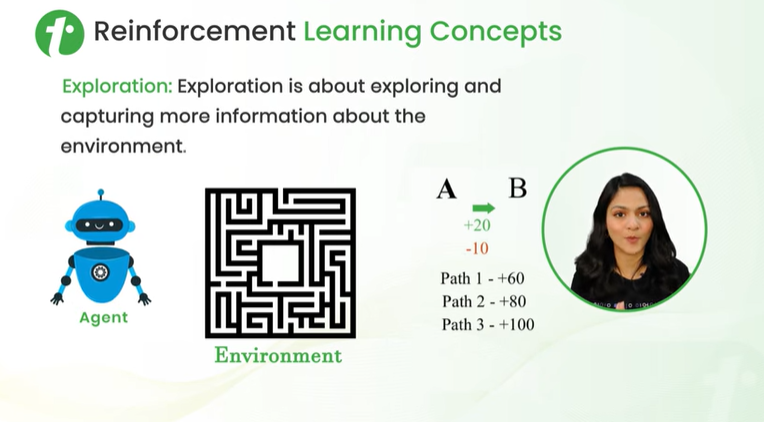 Reinforcement Learning Concepts
Exploration: Exploration is about exploring and
capturing more information about the
environment.
A B
+20
-10
Path 1 - +60
Path 2 - +80
Path 3 - +100
Agent
Environment